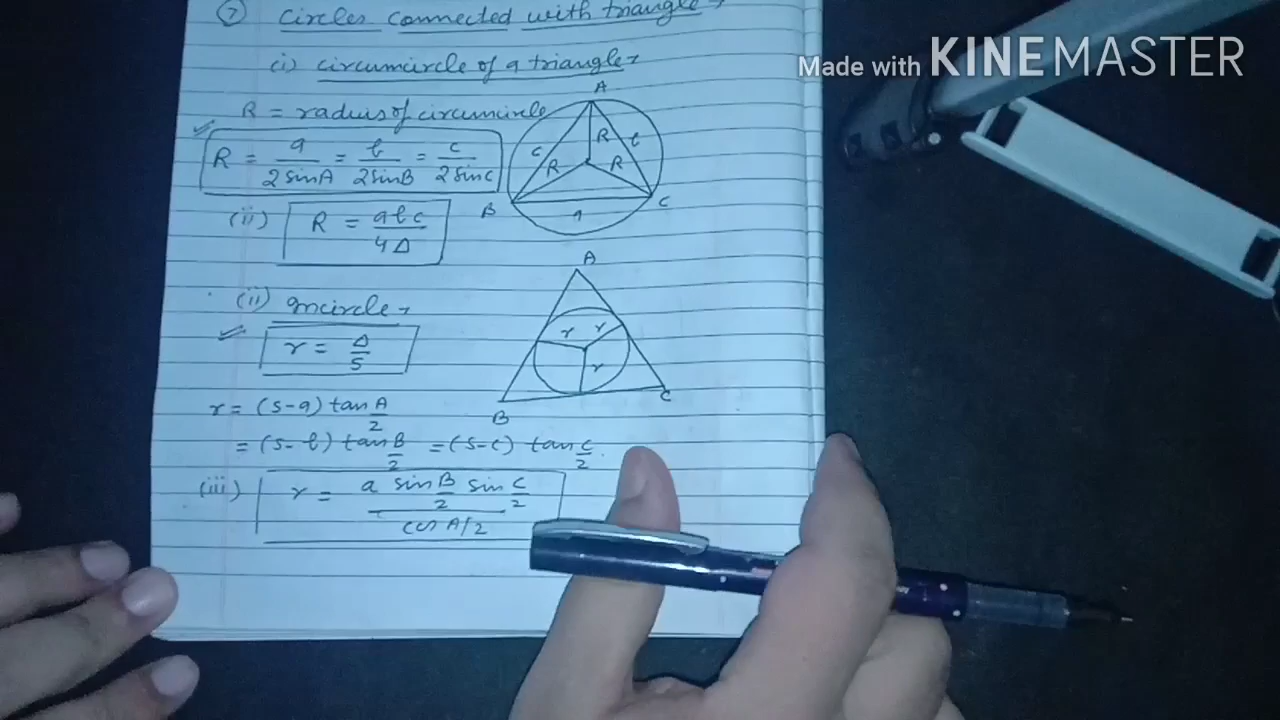 ⑦ Circles connected with triangle→
(i) circumcircle of a triangle→
R = radius of circumcircle
R = a/2sinA = b/2sinB = c/2sinC
(ii) R = abc/4Δ
A
c R R b R
B a C
(ii) Incircle→
r = Δ/s
r = (s-a) tan A/2
= (s-b) tan B/2 = (s-c) tan C/2.
(iii) r = a sin B/2 sin C/2 / cos A/2
A
r r
r
B C
Made with KINEMASTER